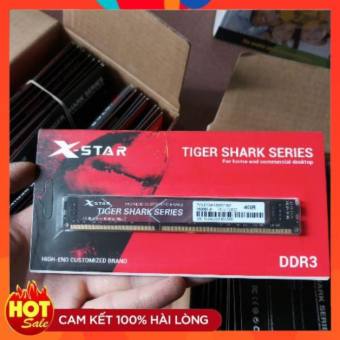 X-STAR
TIGER SHARK SERIES
For home and commercial desktop
X-STAR
TIGER SHARK SERIES
4GB
HIGH-END CUSTOMIZED BRAND
DDR3
HOT
Sale
CAM KẾT 100% HÀI LÒNG